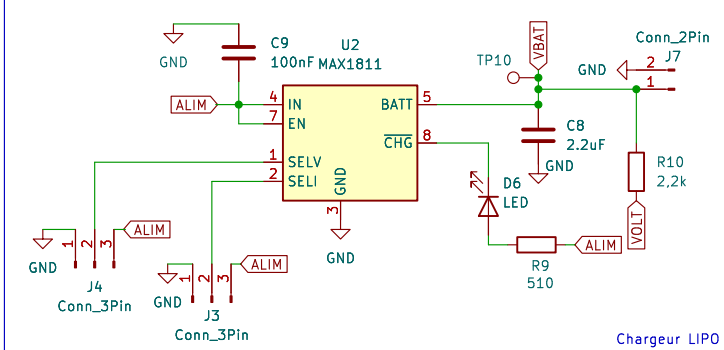 GND
C9
100nF
U2
MAX1811
ALIM
4
IN
7
EN
1
SELV
2
SELI
BATT
5
CHG
8
GND
3
GND
TP10
VBAT
Conn_2Pin
J7
GND
2
1
C8
2.2uF
GND
R10
2,2k
VOLT
D6
LED
R9
510
ALIM
GND
1
2
3
ALIM
J4
Conn_3Pin
GND
1
2
3
ALIM
J3
Conn_3Pin
Chargeur LIPO